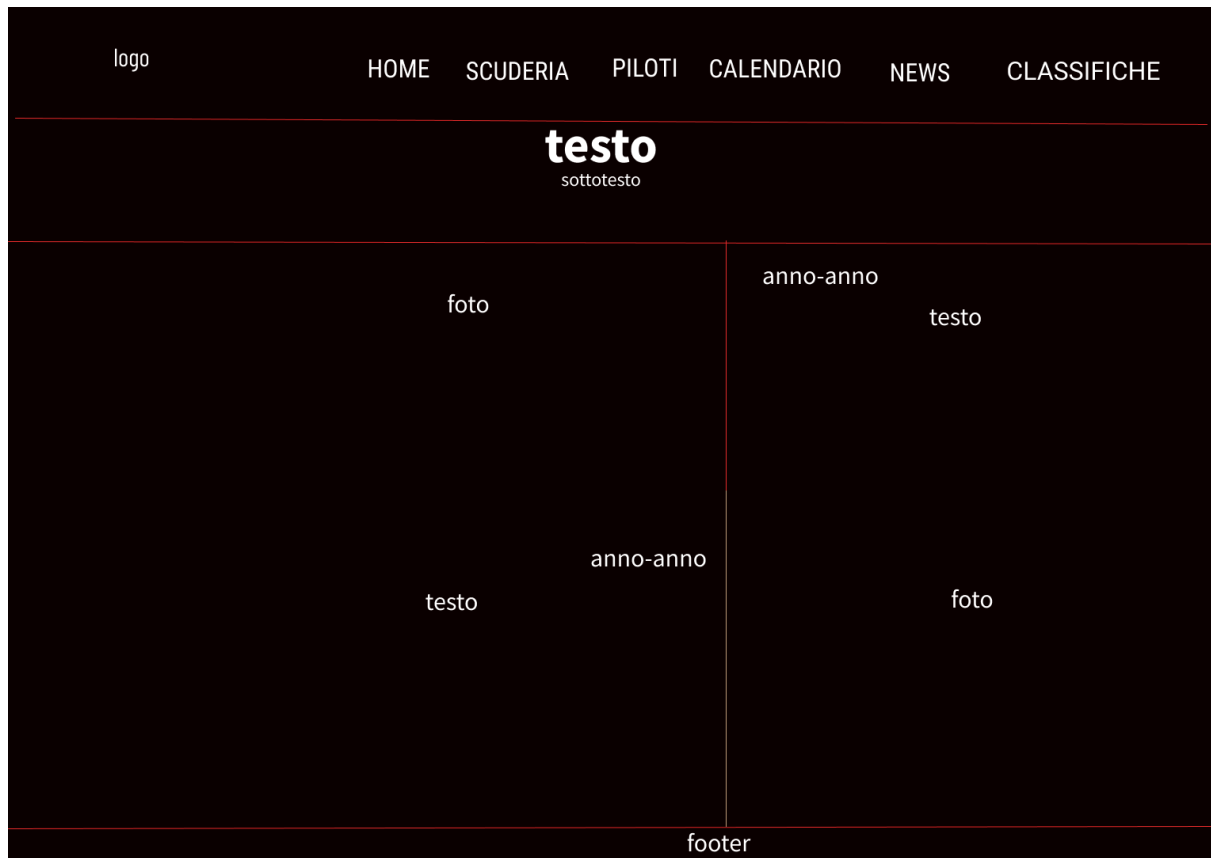 logo
HOME SCUDERIA PILOTI CALENDARIO NEWS CLASSIFICHE
testo
sottotesto
foto
anno-anno
testo
anno-anno
testo
foto
footer